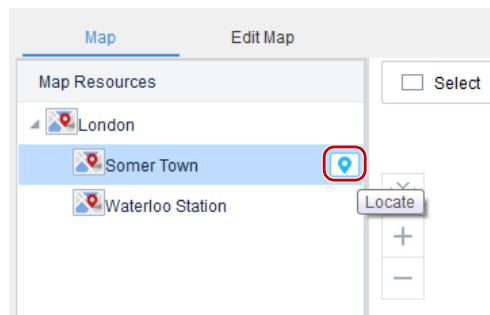 Map Edit Map
Map Resources
Select
London
Somer Town
Locate
Waterloo Station